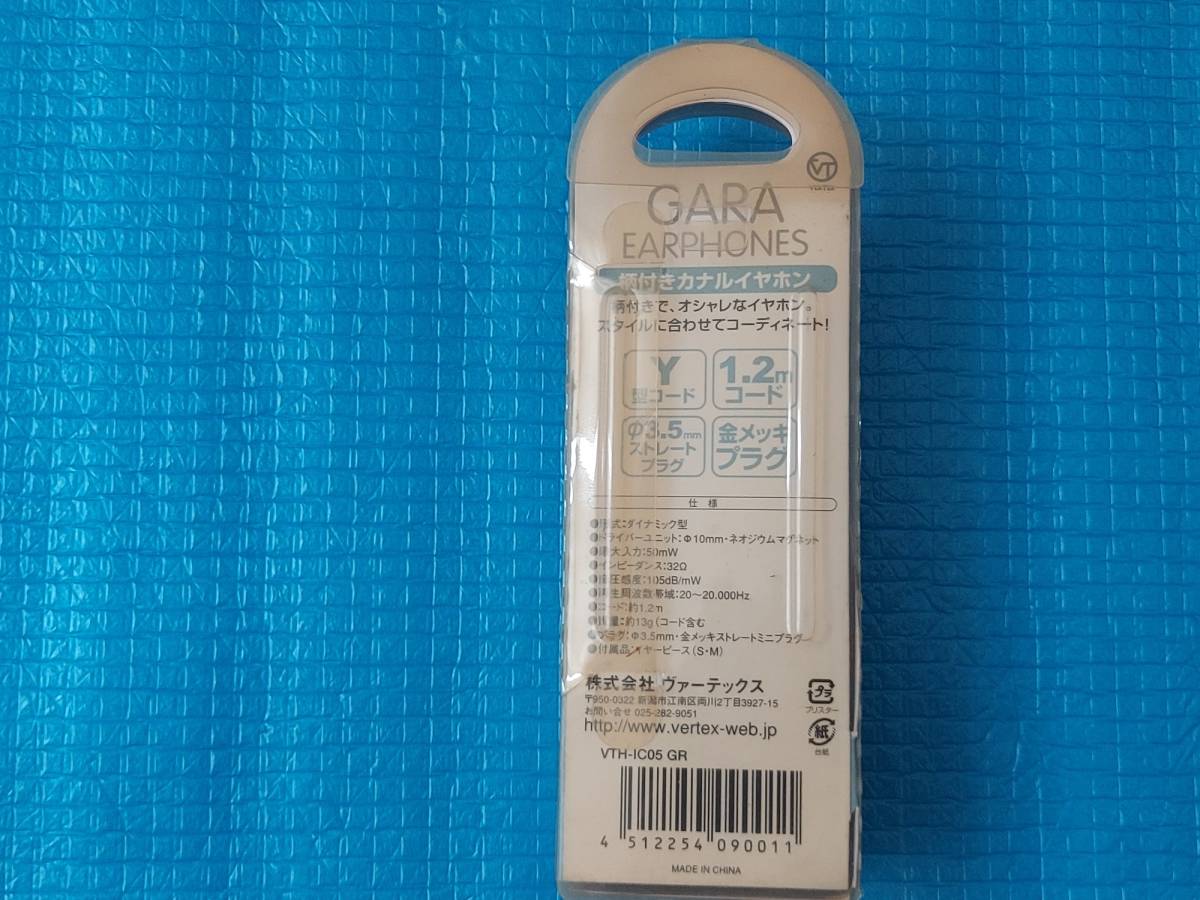 VT
VERTEX
GARA
EARPHONES
柄付きカナルイヤホン
柄付きで、オシャレなイヤホン。
スタイルに合わせてコーディネート!
Y
型コード
1.2m
コード
Φ3.5mm
ストレート
プラグ
金メッキ
プラグ
仕 様
●形式:ダイナミック型
●ドライバーユニット:Φ10mm・ネオジウムマグネット
●最大入力:50mW
●インピーダンス:32Ω
●音圧感度:105dB/mW
●再生周波数帯域:20〜20.000Hz
●コード:約1.2m
●質量:約13g(コード含む
●プラグ:Φ3.5mm・金メッキストレートミニプラグ
●付属品:イヤーピース(S・M)
株式会社 ヴァーテックス
〒950-0322 新潟市江南区両川2丁目3927-15
お問い合せ 025-282-9051
http://www.vertex-web.jp
プラ
ブリスター
紙
台紙
VTH-IC05 GR
4 512254 090011
MADE IN CHINA